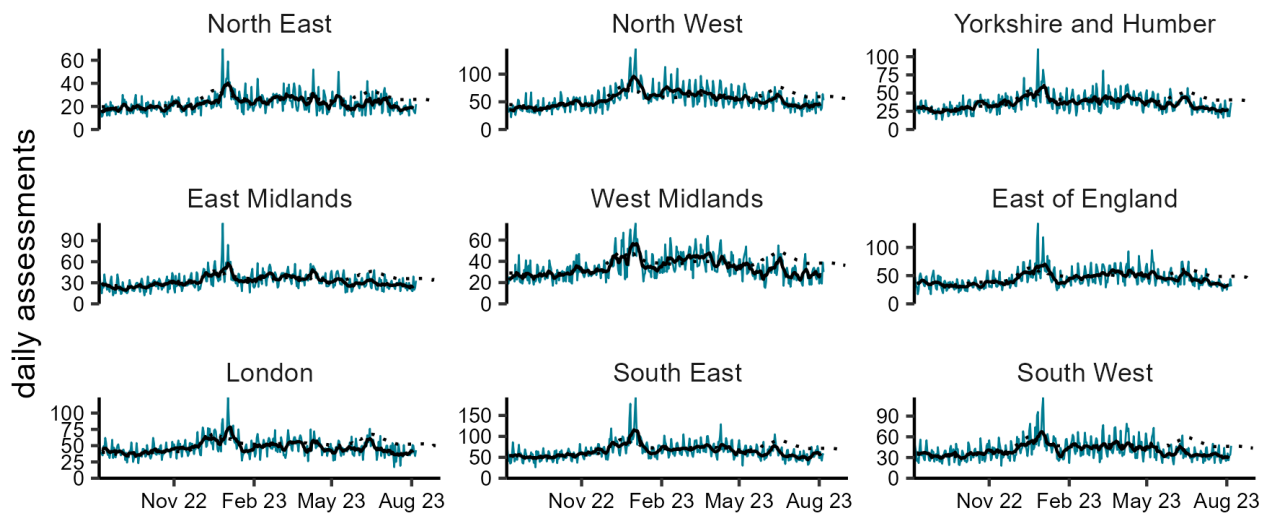 North East
60
40
20
0
North West
100
50
0
Yorkshire and Humber
100
75
50
25
0
daily assessments
East Midlands
90
60
30
0
West Midlands
60
40
20
0
East of England
100
50
0
London
100
75
50
25
0
Nov 22 Feb 23 May 23 Aug 23
South East
150
100
50
0
Nov 22 Feb 23 May 23 Aug 23
South West
90
60
30
0
Nov 22 Feb 23 May 23 Aug 23